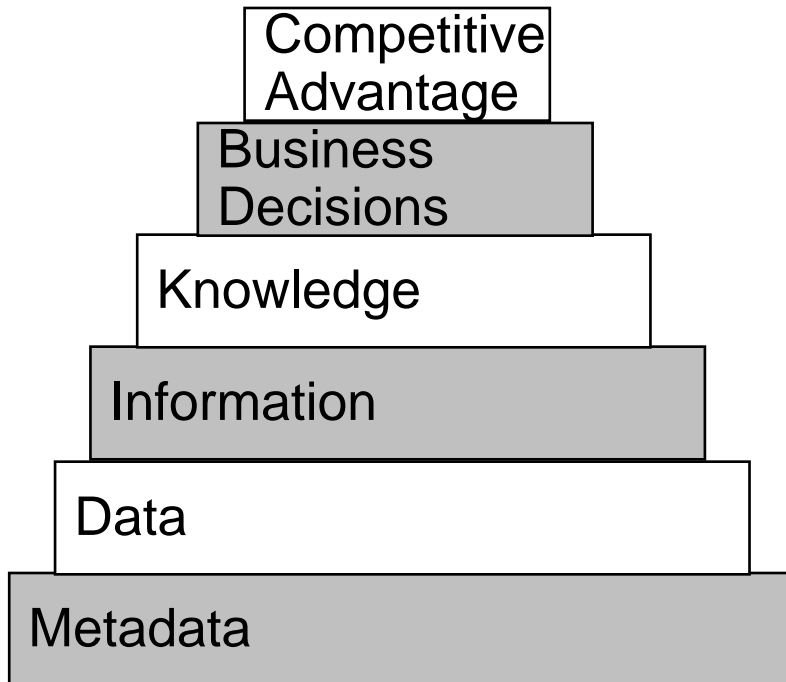 Competitive
Advantage
Business
Decisions
Knowledge
Information
Data
Metadata